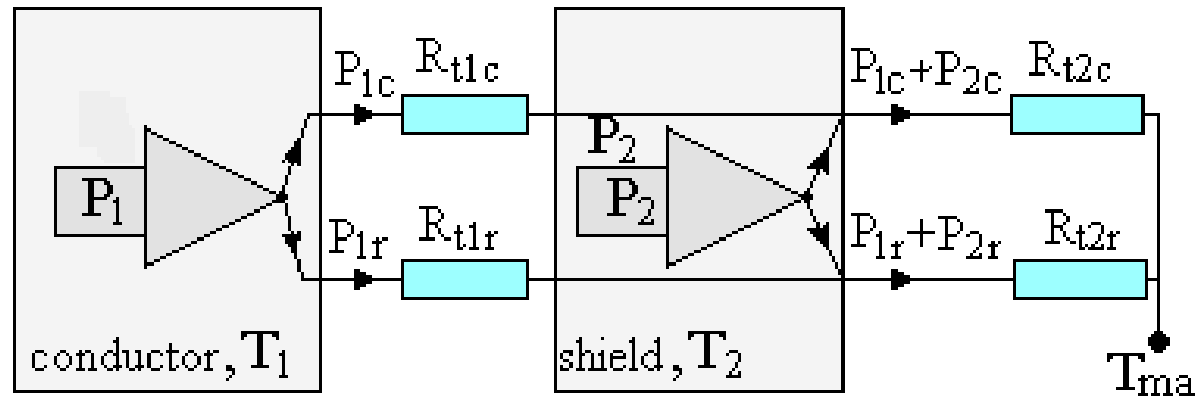 P1c Rt1c P1c+P2c Rt2c
P2
P1 P2
P1r Rt1r P1r+P2r Rt2r
conductor, T1 shield, T2 Tma